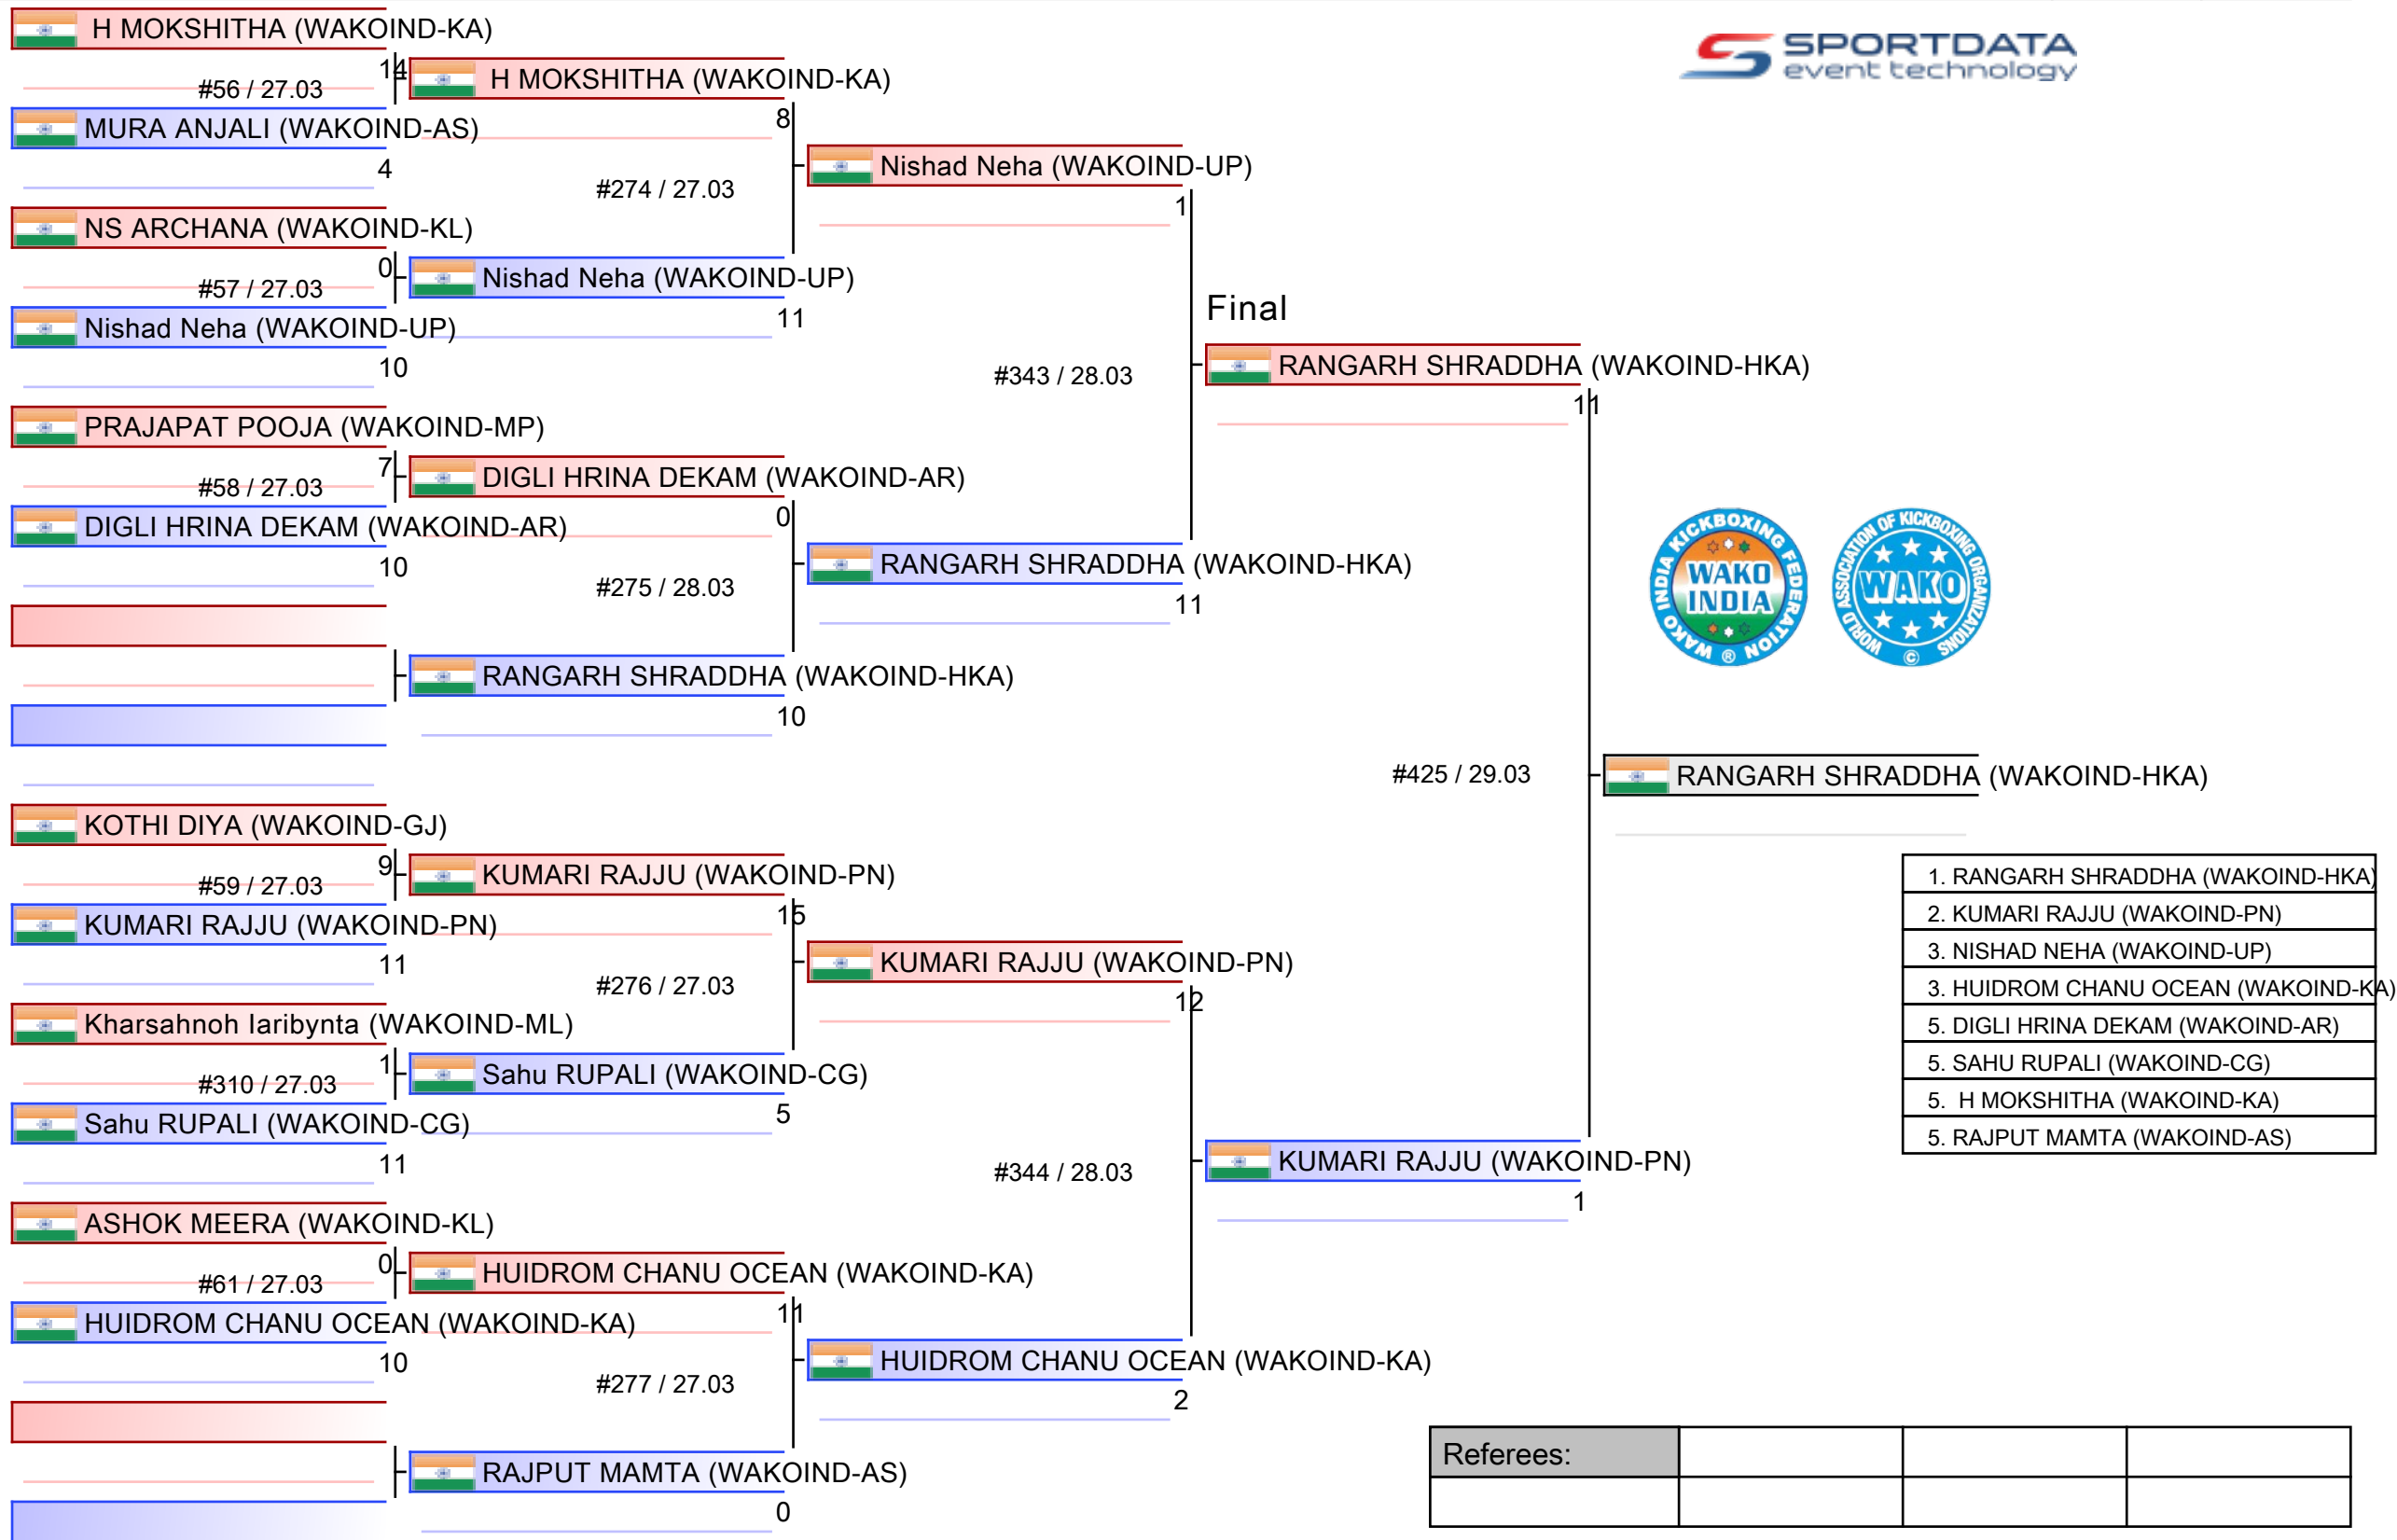 H MOKSHITHA (WAKOIND-KA)
14
#56 / 27.03
MURA ANJALI (WAKOIND-AS)
4
NS ARCHANA (WAKOIND-KL)
0
#57 / 27.03
Nishad Neha (WAKOIND-UP)
10
PRAJAPAT POOJA (WAKOIND-MP)
7
#58 / 27.03
DIGLI HRINA DEKAM (WAKOIND-AR)
10
KOTHI DIYA (WAKOIND-GJ)
9
#59 / 27.03
KUMARI RAJJU (WAKOIND-PN)
11
Kharsahnoh Iaribynta (WAKOIND-ML)
1
#310 / 27.03
Sahu RUPALI (WAKOIND-CG)
11
ASHOK MEERA (WAKOIND-KL)
0
#61 / 27.03
HUIDROM CHANU OCEAN (WAKOIND-KA)
10
H MOKSHITHA (WAKOIND-KA)
8
#274 / 27.03
Nishad Neha (WAKOIND-UP)
11
DIGLI HRINA DEKAM (WAKOIND-AR)
0
#275 / 28.03
RANGARH SHRADDHA (WAKOIND-HKA)
10
KUMARI RAJJU (WAKOIND-PN)
15
#276 / 27.03
Sahu RUPALI (WAKOIND-CG)
5
HUIDROM CHANU OCEAN (WAKOIND-KA)
11
#277 / 27.03
RAJPUT MAMTA (WAKOIND-AS)
0
Nishad Neha (WAKOIND-UP)
1
#343 / 28.03
RANGARH SHRADDHA (WAKOIND-HKA)
11
KUMARI RAJJU (WAKOIND-PN)
12
#344 / 28.03
HUIDROM CHANU OCEAN (WAKOIND-KA)
2
Final
RANGARH SHRADDHA (WAKOIND-HKA)
11
#425 / 29.03
KUMARI RAJJU (WAKOIND-PN)
1
RANGARH SHRADDHA (WAKOIND-HKA)
SPORTDATA
event technology
WAKO INDIA KICKBOXING FEDERATION ®
WAKO
INDIA
WORLD ASSOCIATION OF KICKBOXING ORGANIZATIONS ©
WAKO
1. RANGARH SHRADDHA (WAKOIND-HKA)
2. KUMARI RAJJU (WAKOIND-PN)
3. NISHAD NEHA (WAKOIND-UP)
3. HUIDROM CHANU OCEAN (WAKOIND-KA)
5. DIGLI HRINA DEKAM (WAKOIND-AR)
5. SAHU RUPALI (WAKOIND-CG)
5. H MOKSHITHA (WAKOIND-KA)
5. RAJPUT MAMTA (WAKOIND-AS)
Referees: